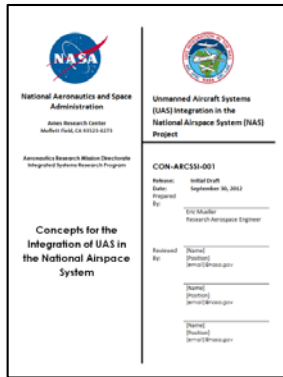 NASA
National Aeronautics and Space
Administration
Ames Research Center
Moffett Field, CA 93523-0273
Aeronautics Research Mission Directorate
Integrated Systems Research Program
Concepts for the
Integration of UAS in
the National Airspace
System
Unmanned Aircraft Systems
(UAS) Integration in the
National Airspace System (NAS)
Project
CON-ARCSSI-001
Release: Initial Draft
Date: September 30, 2012
Prepared
By:
Eric Mueller
Research Aerospace Engineer
Reviewed [Name]
By: [Position]
[email]@nasa.gov
[Name]
[Position]
[email]@nasa.gov
[Name]
[Position]
[email]@nasa.gov